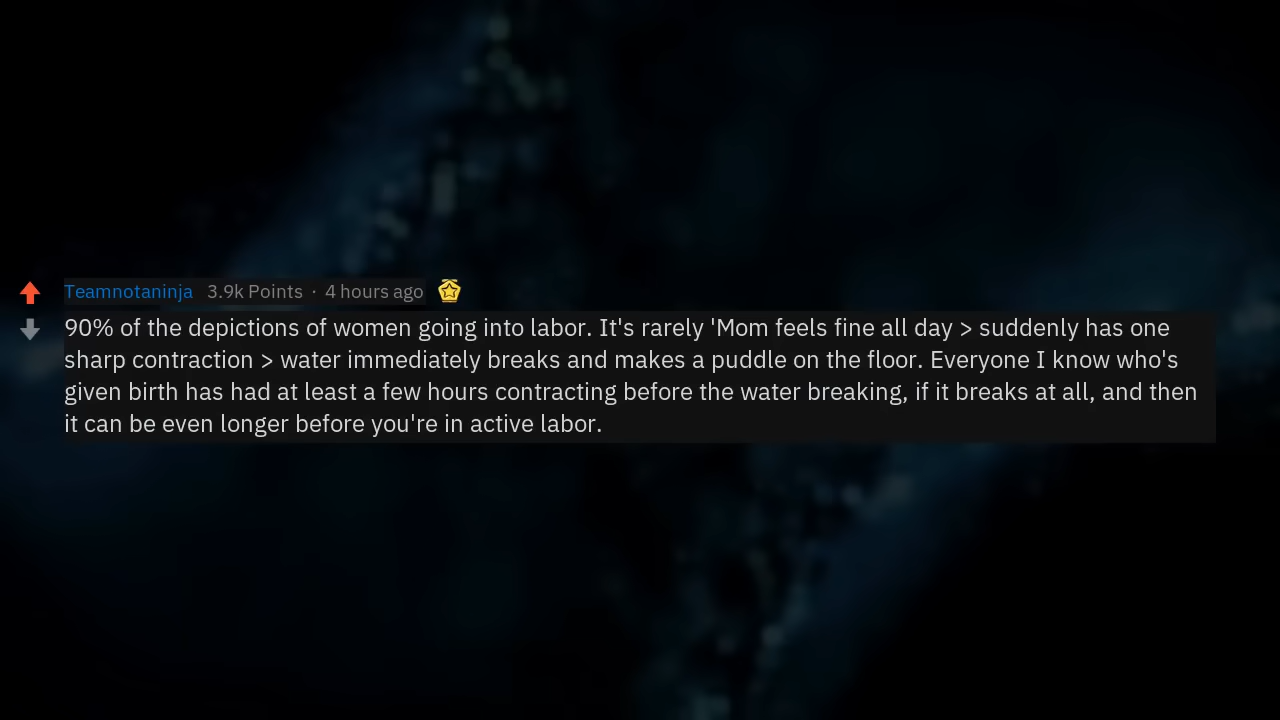 Teamnotaninja 3.9k Points · 4 hours ago
90% of the depictions of women going into labor. It's rarely 'Mom feels fine all day > suddenly has one
sharp contraction > water immediately breaks and makes a puddle on the floor. Everyone I know who's
given birth has had at least a few hours contracting before the water breaking, if it breaks at all, and then
it can be even longer before you're in active labor.